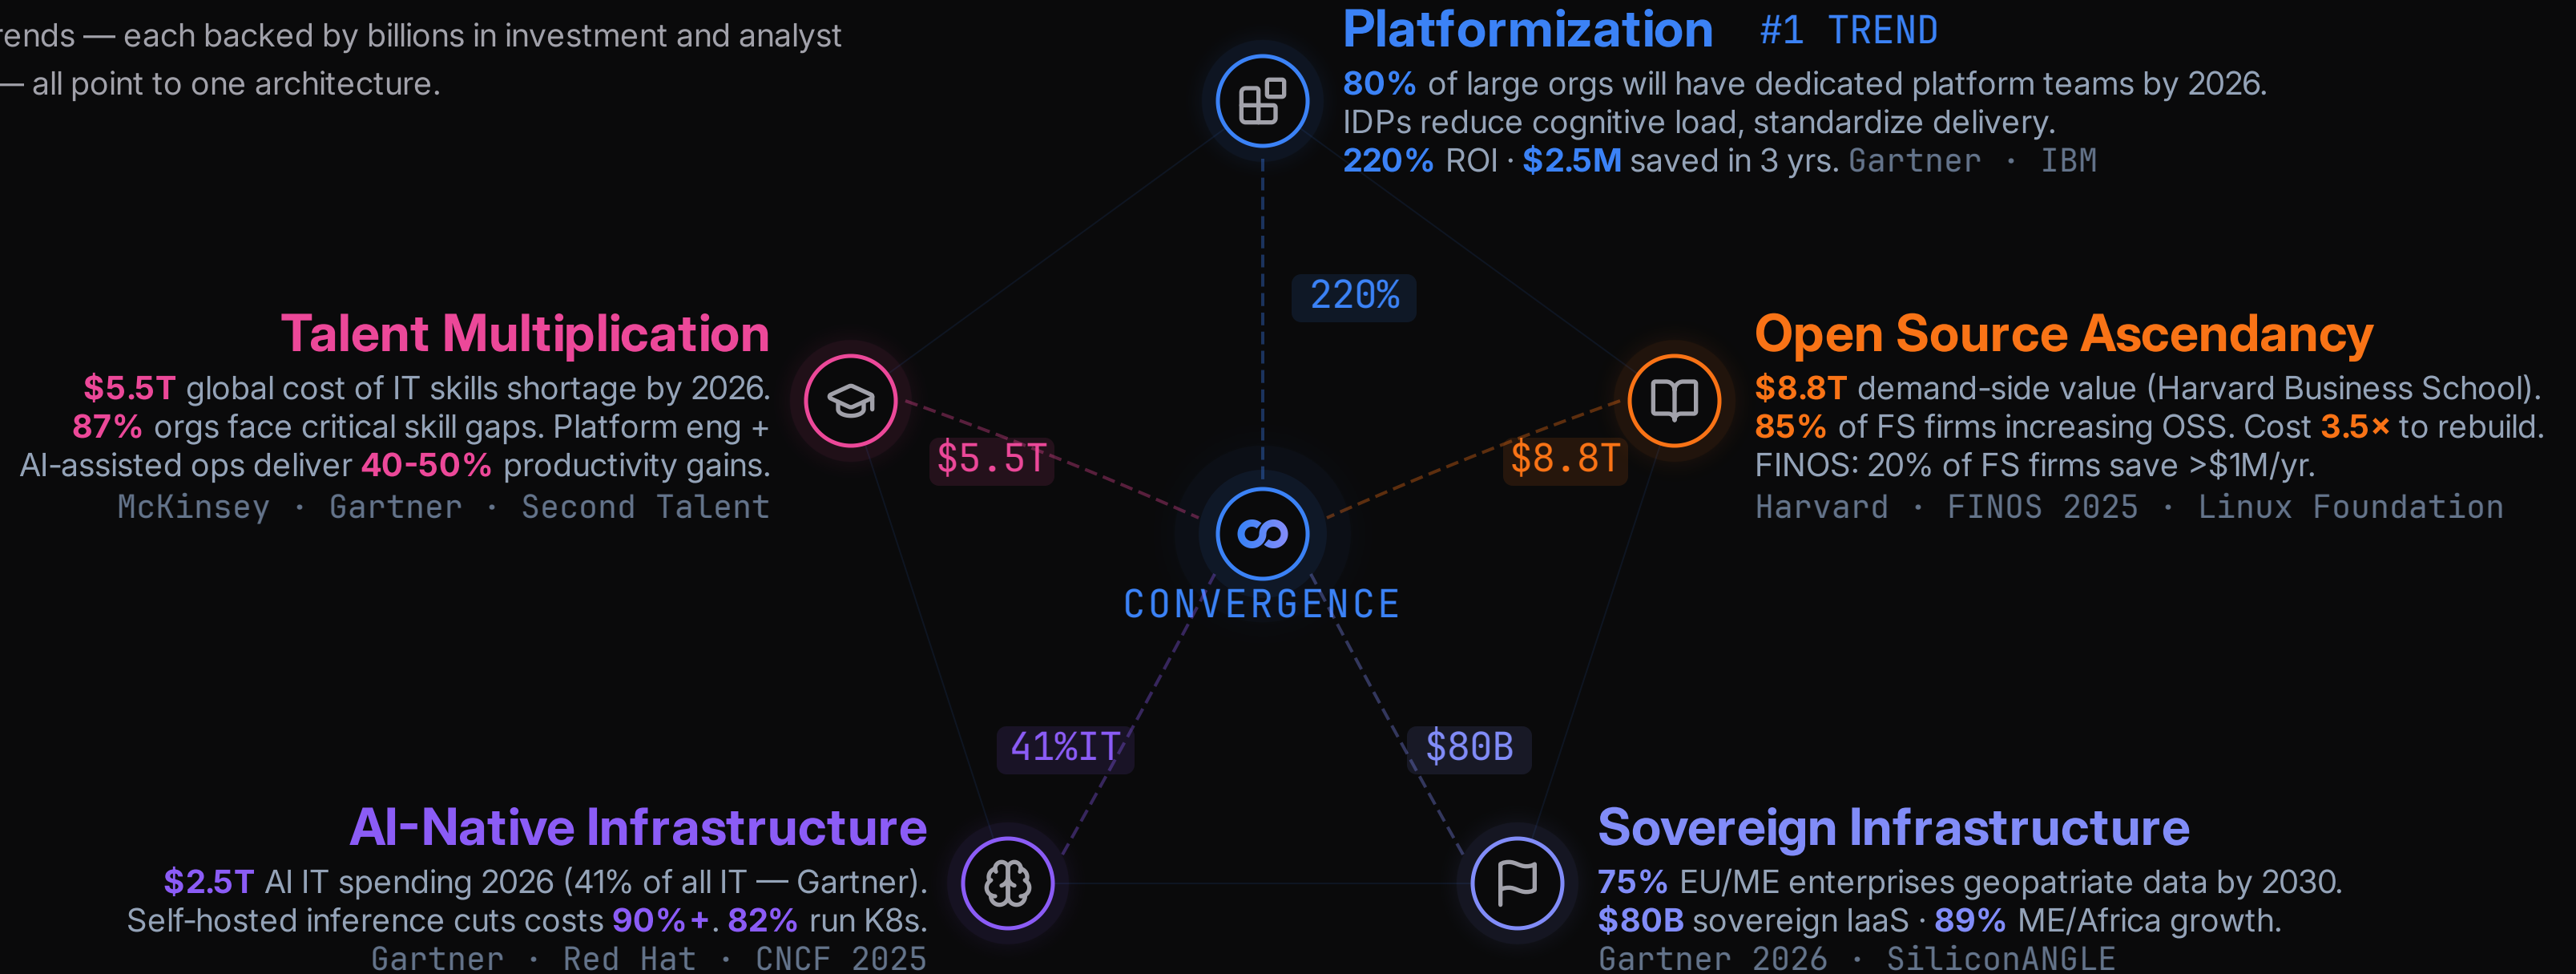 rends — each backed by billions in investment and analyst
— all point to one architecture.
Platformization #1 TREND
80% of large orgs will have dedicated platform teams by 2026.
IDPs reduce cognitive load, standardize delivery.
220% ROI · $2.5M saved in 3 yrs. Gartner · IBM
220%
Talent Multiplication
$5.5T global cost of IT skills shortage by 2026.
87% orgs face critical skill gaps. Platform eng +
AI-assisted ops deliver 40-50% productivity gains.
McKinsey · Gartner · Second Talent
$5.5T
$8.8T
Open Source Ascendancy
$8.8T demand-side value (Harvard Business School).
85% of FS firms increasing OSS. Cost 3.5× to rebuild.
FINOS: 20% of FS firms save >$1M/yr.
Harvard · FINOS 2025 · Linux Foundation
CONVERGENCE
41%IT
$80B
AI-Native Infrastructure
$2.5T AI IT spending 2026 (41% of all IT — Gartner).
Self-hosted inference cuts costs 90%+. 82% run K8s.
Gartner · Red Hat · CNCF 2025
Sovereign Infrastructure
75% EU/ME enterprises geopatriate data by 2030.
$80B sovereign IaaS · 89% ME/Africa growth.
Gartner 2026 · SiliconANGLE